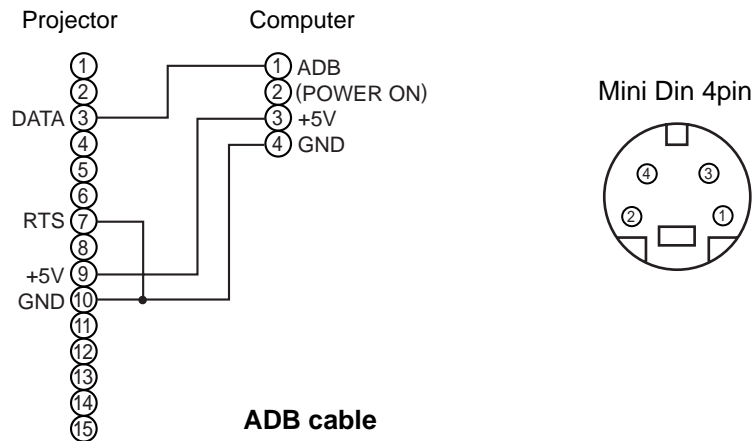 Projector Computer
1 1 ADB
2 2 (POWER ON) Mini Din 4pin
DATA 3 3 +5V
4 4 GND
5
6
RTS 7
8
+5V 9
GND 10
11
12
13
14
15
4 3
2 1
ADB cable